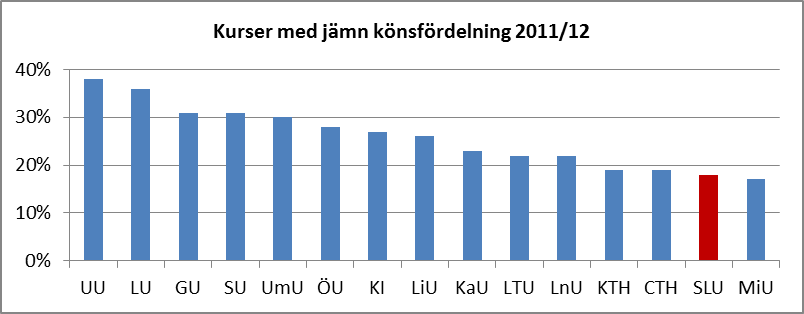 Kurser med jämn könsfördelning 2011/12
40%
30%
20%
10%
0%
UU LU GU SU UmU ÖU KI LiU KaU LTU LnU KTH CTH SLU MiU